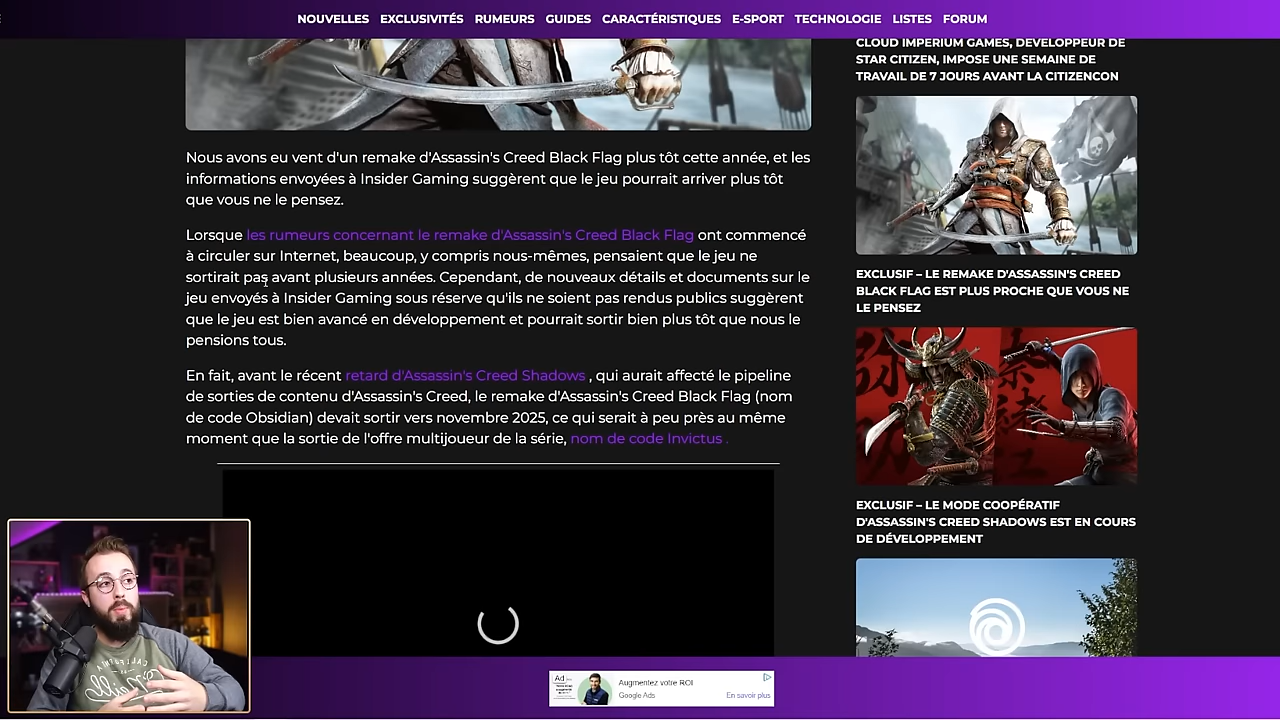 NOUVELLES EXCLUSIVITÉS RUMEURS GUIDES CARACTÉRISTIQUES E-SPORT TECHNOLOGIE LISTES FORUM
Nous avons eu vent d'un remake d'Assassin's Creed Black Flag plus tôt cette année, et les
informations envoyées à Insider Gaming suggèrent que le jeu pourrait arriver plus tôt
que vous ne le pensez.
Lorsque les rumeurs concernant le remake d'Assassin's Creed Black Flag ont commencé
à circuler sur Internet, beaucoup, y compris nous-mêmes, pensaient que le jeu ne
sortirait pas avant plusieurs années. Cependant, de nouveaux détails et documents sur le
jeu envoyés à Insider Gaming sous réserve qu'ils ne soient pas rendus publics suggèrent
que le jeu est bien avancé en développement et pourrait sortir bien plus tôt que nous le
pensions tous.
En fait, avant le récent retard d'Assassin's Creed Shadows , qui aurait affecté le pipeline
de sorties de contenu d'Assassin's Creed, le remake d'Assassin's Creed Black Flag (nom
de code Obsidian) devait sortir vers novembre 2025, ce qui serait à peu près au même
moment que la sortie de l'offre multijoueur de la série, nom de code Invictus .
CLOUD IMPERIUM GAMES, DÉVELOPPEUR DE
STAR CITIZEN, IMPOSE UNE SEMAINE DE
TRAVAIL DE 7 JOURS AVANT LA CITIZENCON
EXCLUSIF – LE REMAKE D'ASSASSIN'S CREED
BLACK FLAG EST PLUS PROCHE QUE VOUS NE
LE PENSEZ
弥 奈
助 緒江
EXCLUSIF – LE MODE COOPÉRATIF
D'ASSASSIN'S CREED SHADOWS EST EN COURS
DE DÉVELOPPEMENT
CALIFORNIA
O'Neill
Ad
Augmentez votre ROI
Google Ads
En savoir plus